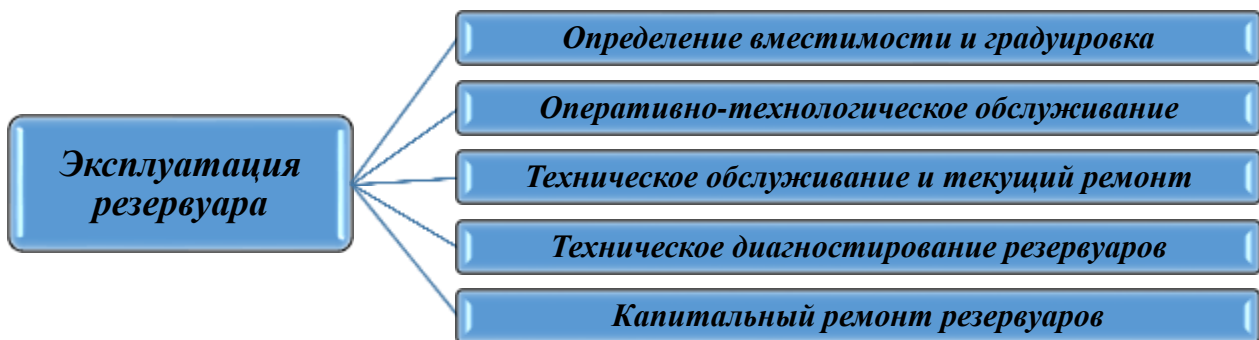 Эксплуатация
резервуара
Определение вместимости и градуировка
Оперативно-технологическое обслуживание
Техническое обслуживание и текущий ремонт
Техническое диагностирование резервуаров
Капитальный ремонт резервуаров